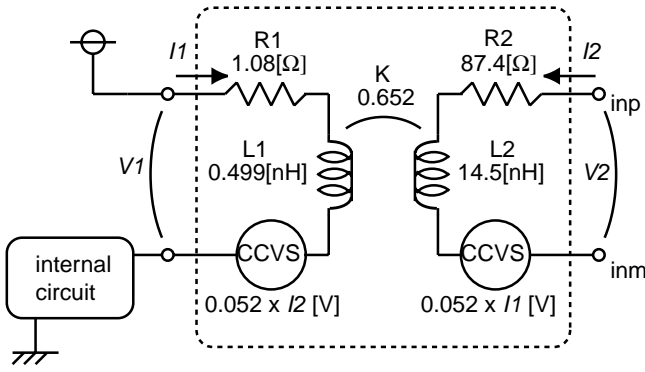 I1
R1
1.08[Ω]
K
0.652
R2
87.4[Ω]
I2
inp
V1
L1
0.499[nH]
L2
14.5[nH]
V2
internal
circuit
CCVS
0.052 x I2 [V]
CCVS
0.052 x I1 [V]
inm